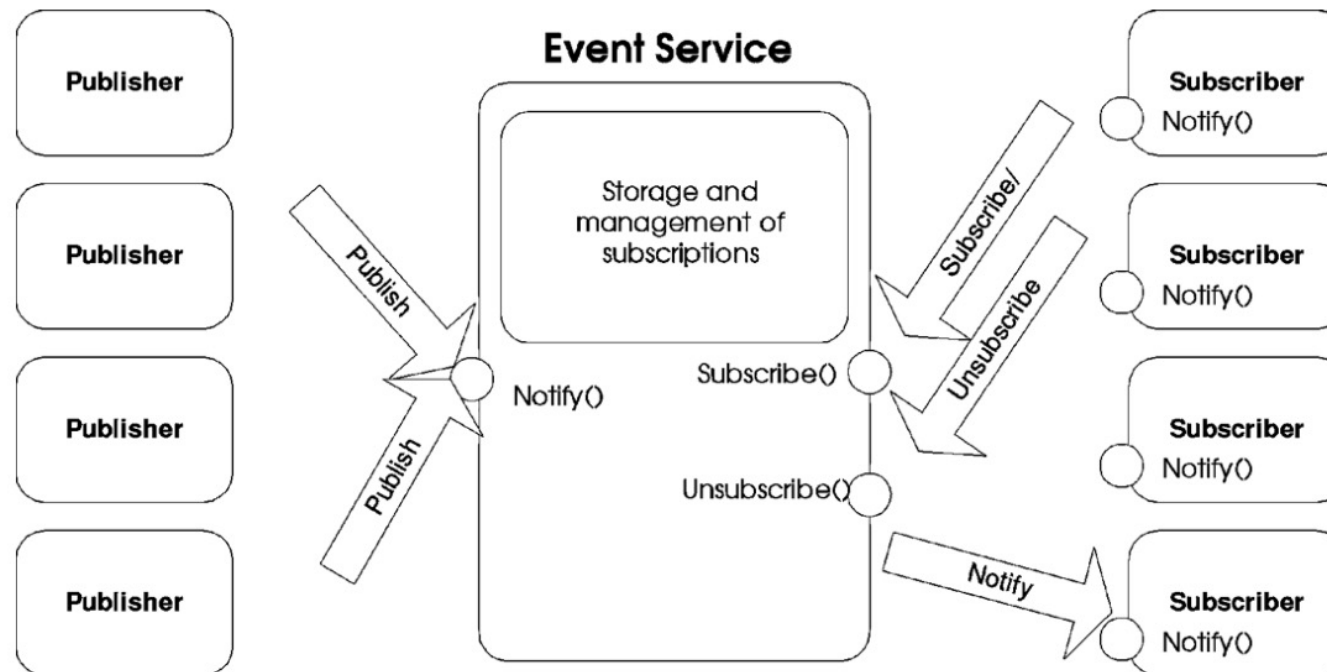 Publisher
Publisher
Publisher
Publisher
Event Service
Storage and
management of
subscriptions
Publish
Publish
Notify()
Subscribe()
Unsubscribe()
Subscribe/
Unsubscribe
Notify
Subscriber
Notify()
Subscriber
Notify()
Subscriber
Notify()
Subscriber
Notify()